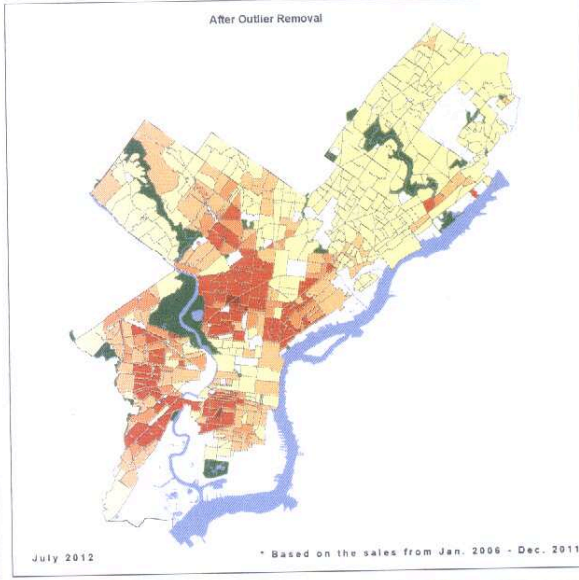 After Outlier Removal
July 2012
* Based on the sales from Jan. 2006 - Dec. 2011